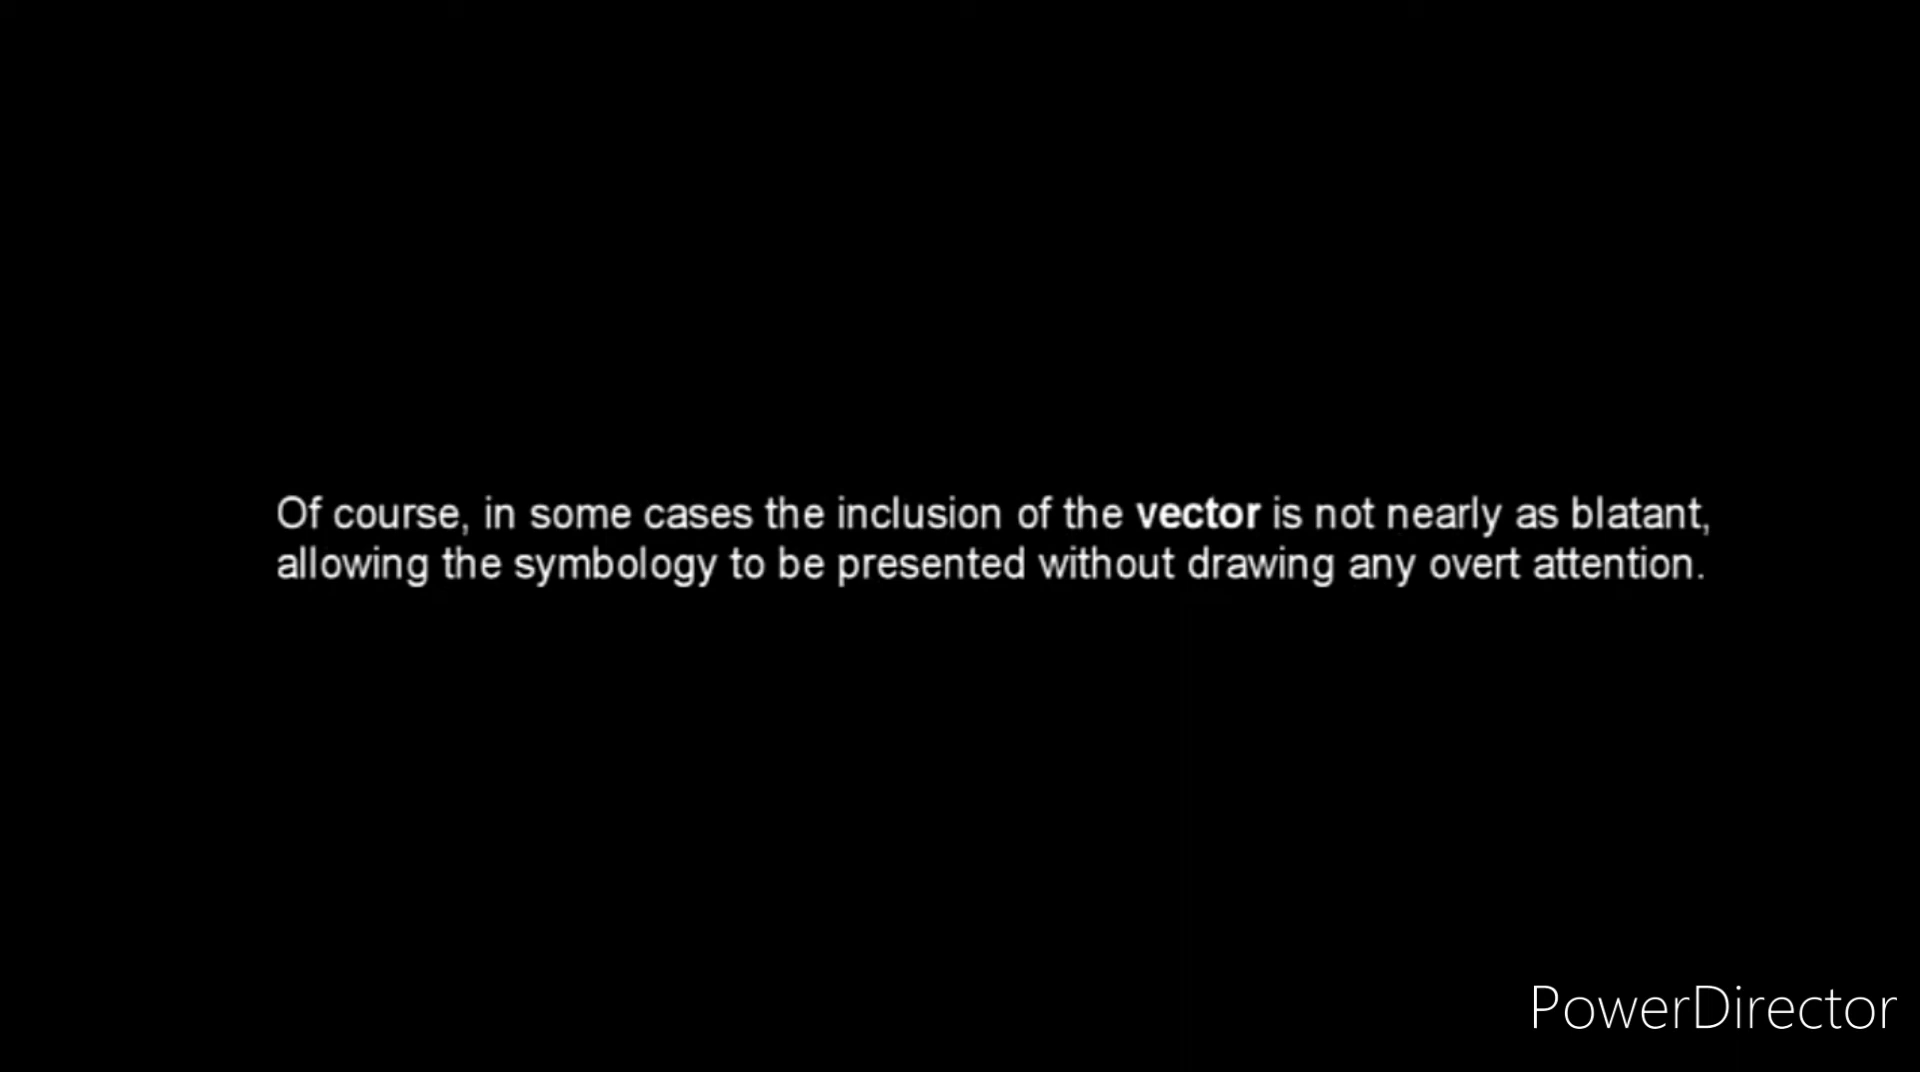 Of course, in some cases the inclusion of the vector is not nearly as blatant,
allowing the symbology to be presented without drawing any overt attention.
PowerDirector